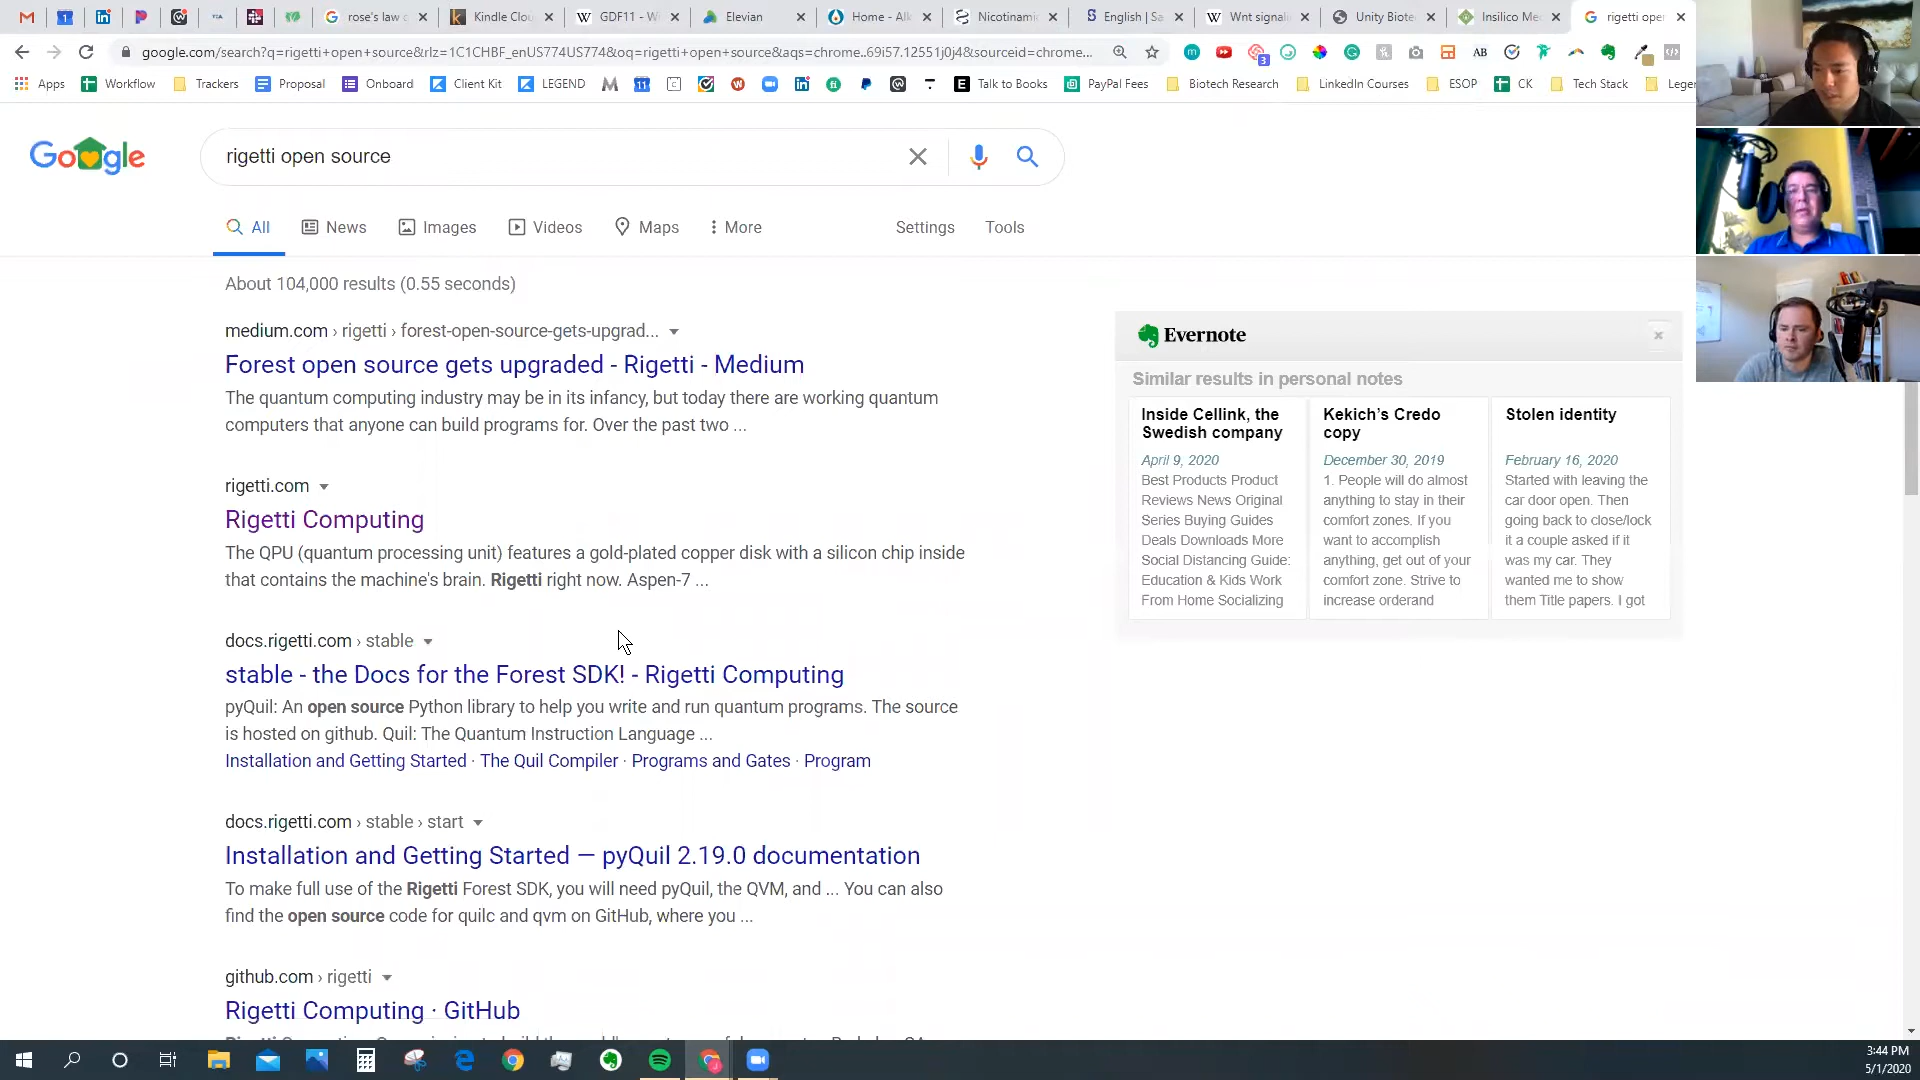 rose's law
Kindle Clou
GDF11 - Wi
Elevian
Home - Alk
Nicotinami
English | Sa
Wnt signali
Unity Biote
Insilico Me
rigetti ope
google.com/search?q=rigetti+open+source&rlz=1C1CHBF_enUS774US774&oq=rigetti+open+source&aqs=chrome..69i57.12551j0j4&sourceid=chrome...
Apps
Workflow
Trackers
Proposal
Onboard
Client Kit
LEGEND
Talk to Books
PayPal Fees
Biotech Research
LinkedIn Courses
ESOP
CK
Tech Stack
Leger
Google
rigetti open source
All
News
Images
Videos
Maps
More
Settings
Tools
About 104,000 results (0.55 seconds)
medium.com › rigetti › forest-open-source-gets-upgrad...
Forest open source gets upgraded - Rigetti - Medium
The quantum computing industry may be in its infancy, but today there are working quantum
computers that anyone can build programs for. Over the past two ...
rigetti.com
Rigetti Computing
The QPU (quantum processing unit) features a gold-plated copper disk with a silicon chip inside
that contains the machine's brain. Rigetti right now. Aspen-7 ...
docs.rigetti.com › stable
stable - the Docs for the Forest SDK! - Rigetti Computing
pyQuil: An open source Python library to help you write and run quantum programs. The source
is hosted on github. Quil: The Quantum Instruction Language ...
Installation and Getting Started · The Quil Compiler · Programs and Gates · Program
docs.rigetti.com › stable › start
Installation and Getting Started — pyQuil 2.19.0 documentation
To make full use of the Rigetti Forest SDK, you will need pyQuil, the QVM, and ... You can also
find the open source code for quilc and qvm on GitHub, where you ...
github.com › rigetti
Rigetti Computing · GitHub
Evernote
Similar results in personal notes
Inside Cellink, the
Swedish company
April 9, 2020
Best Products Product
Reviews News Original
Series Buying Guides
Deals Downloads More
Social Distancing Guide:
Education & Kids Work
From Home Socializing
Kekich's Credo
copy
December 30, 2019
1. People will do almost
anything to stay in their
comfort zones. If you
want to accomplish
anything, get out of your
comfort zone. Strive to
increase orderand
Stolen identity
February 16, 2020
Started with leaving the
car door open. Then
going back to close/lock
it a couple asked if it
was my car. They
wanted me to show
them Title papers. I got
3:44 PM
5/1/2020